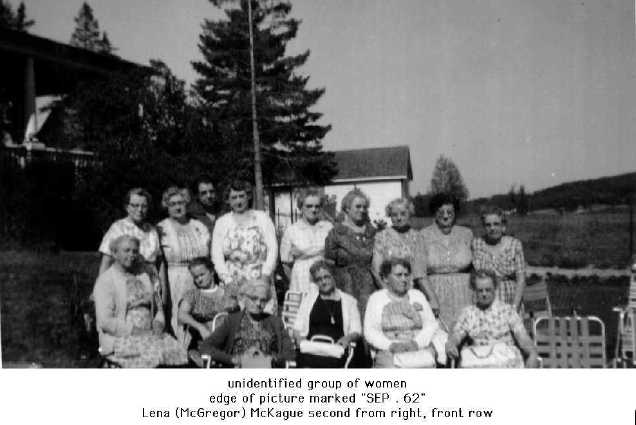 unidentified group of women
edge of picture marked "SEP . 62"
Lena (McGregor) McKague second from right, front row